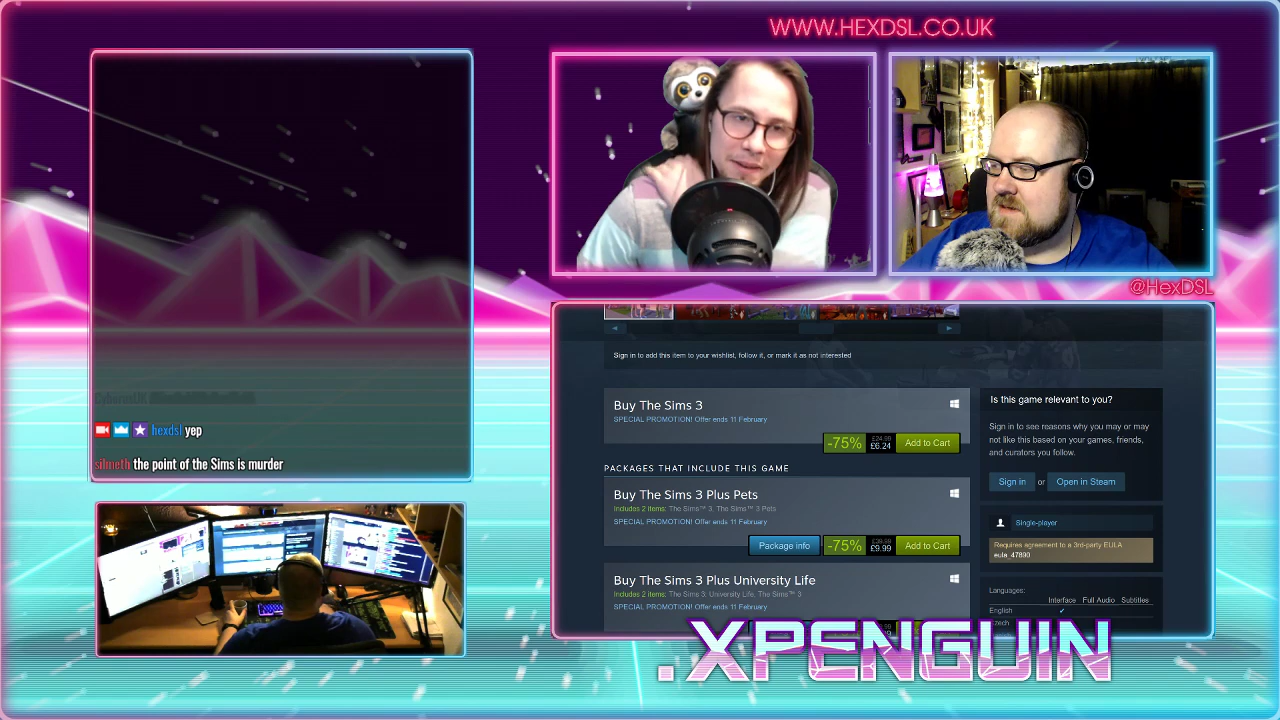 WWW.HEXDSL.CO.UK
@HexDSL
CybernUK
hexdsl yep
silmeth the point of the Sims is murder
Sign in to add this item to your wishlist, follow it, or mark it as not interested
Buy The Sims 3
SPECIAL PROMOTION! Offer ends 11 February
-75% £24.99 £6.24 Add to Cart
PACKAGES THAT INCLUDE THIS GAME
Buy The Sims 3 Plus Pets
Includes 2 items: The Sims™ 3, The Sims™ 3 Pets
SPECIAL PROMOTION! Offer ends 11 February
Package info -75% £39.98 £9.99 Add to Cart
Buy The Sims 3 Plus University Life
Includes 2 items: The Sims 3: University Life, The Sims™ 3
SPECIAL PROMOTION! Offer ends 11 February
Is this game relevant to you?
Sign in to see reasons why you may or may
not like this based on your games, friends,
and curators you follow.
Sign in or Open in Steam
Single-player
Requires agreement to a 3rd-party EULA
eula_47890
Languages:
Interface Full Audio Subtitles
English ✔
Czech
.XPENGUIN